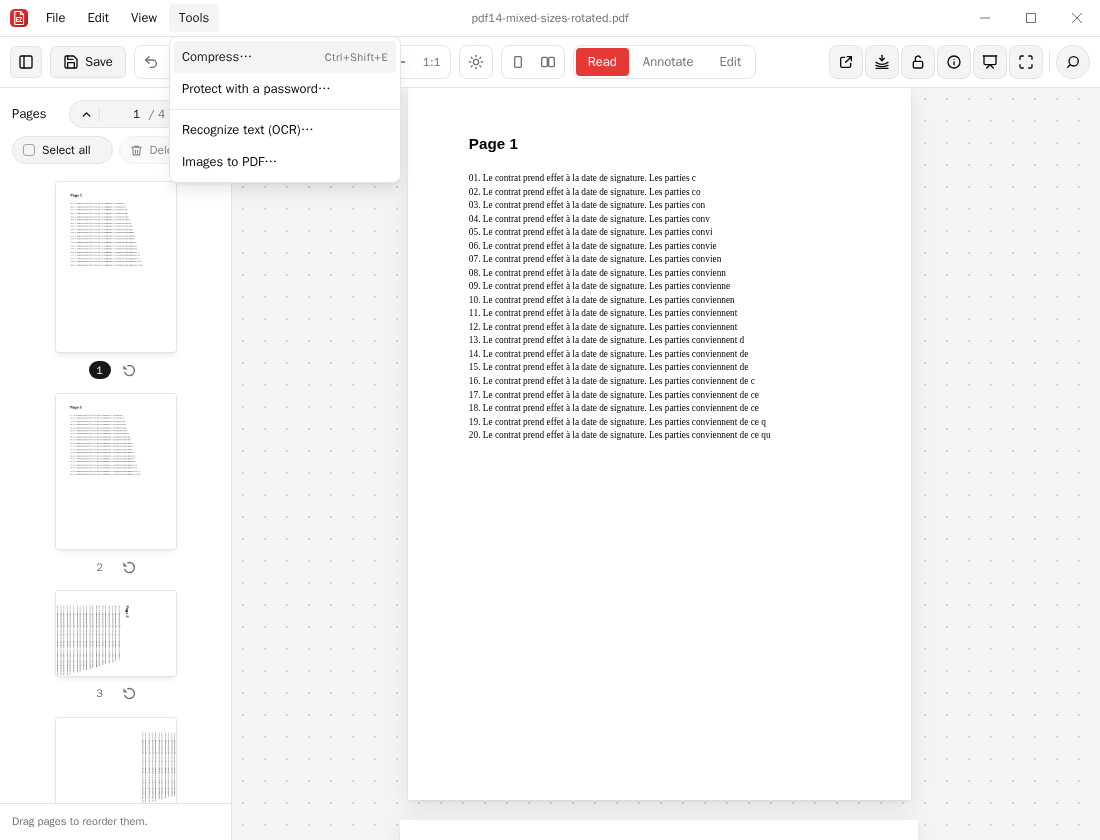 File Edit View Tools pdf14-mixed-sizes-rotated.pdf
Save 1:1 Read Annotate Edit
Compress··· Ctrl+Shift+E
Protect with a password···
Recognize text (OCR)···
Images to PDF···
Pages 1 / 4
Select all
Page 1
1
Page 2
2
3
Drag pages to reorder them.
Page 1
01. Le contrat prend effet à la date de signature. Les parties c
02. Le contrat prend effet à la date de signature. Les parties co
03. Le contrat prend effet à la date de signature. Les parties con
04. Le contrat prend effet à la date de signature. Les parties conv
05. Le contrat prend effet à la date de signature. Les parties convi
06. Le contrat prend effet à la date de signature. Les parties convie
07. Le contrat prend effet à la date de signature. Les parties convien
08. Le contrat prend effet à la date de signature. Les parties convienn
09. Le contrat prend effet à la date de signature. Les parties convienne
10. Le contrat prend effet à la date de signature. Les parties conviennen
11. Le contrat prend effet à la date de signature. Les parties conviennent
12. Le contrat prend effet à la date de signature. Les parties conviennent
13. Le contrat prend effet à la date de signature. Les parties conviennent d
14. Le contrat prend effet à la date de signature. Les parties conviennent de
15. Le contrat prend effet à la date de signature. Les parties conviennent de
16. Le contrat prend effet à la date de signature. Les parties conviennent de c
17. Le contrat prend effet à la date de signature. Les parties conviennent de ce
18. Le contrat prend effet à la date de signature. Les parties conviennent de ce
19. Le contrat prend effet à la date de signature. Les parties conviennent de ce q
20. Le contrat prend effet à la date de signature. Les parties conviennent de ce qu